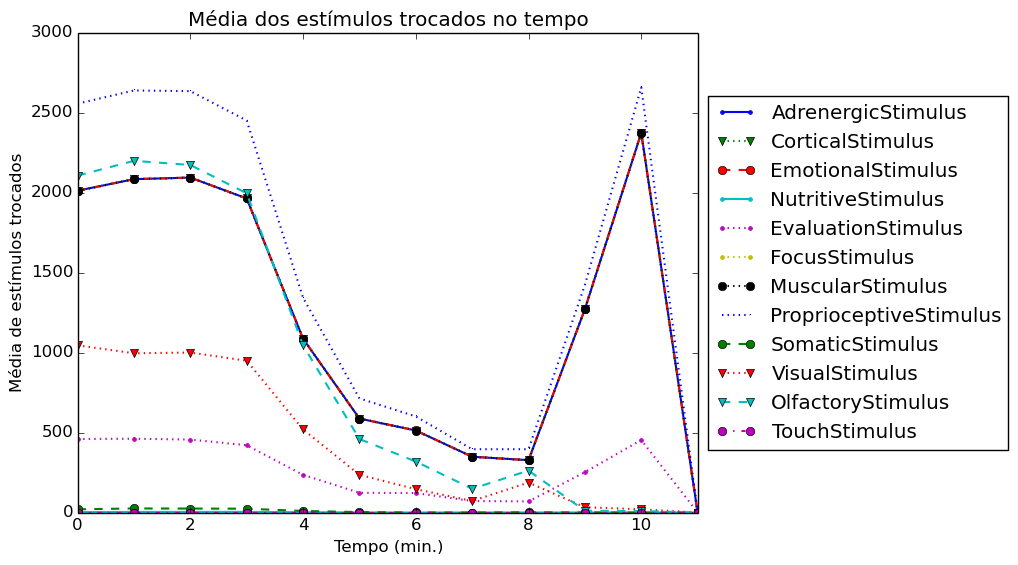 Média dos estímulos trocados no tempo
3000
2500
2000
1500
1000
500
0
Média de estímulos trocados
0 2 4 6 8 10
Tempo (min.)
AdrenergicStimulus
CorticalStimulus
EmotionalStimulus
NutritiveStimulus
EvaluationStimulus
FocusStimulus
MuscularStimulus
ProprioceptiveStimulus
SomaticStimulus
VisualStimulus
OlfactoryStimulus
TouchStimulus